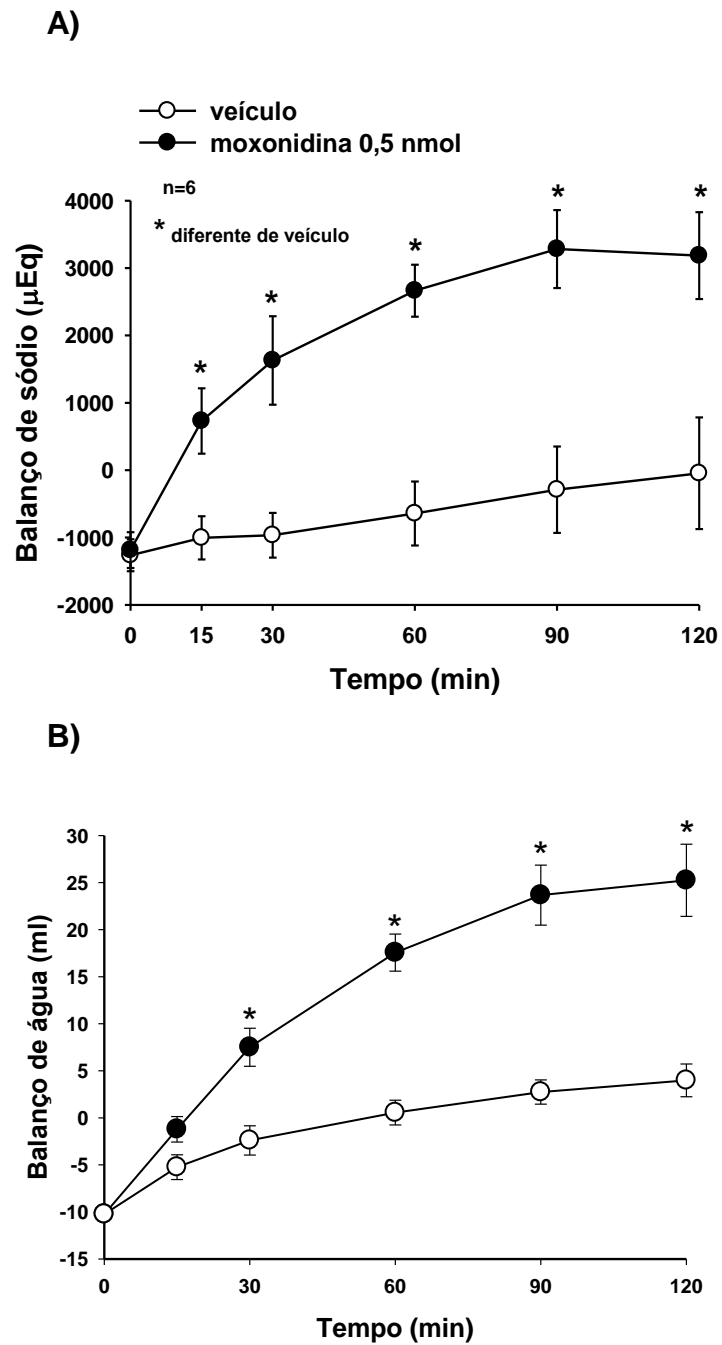 A)
veículo
moxonidina 0,5 nmol
n=6
* diferente de veículo
* * * * *
4000
3000
2000
1000
0
-1000
-2000
Balanço de sódio (µEq)
0 15 30 60 90 120
Tempo (min)
B)
* * * *
30
25
20
15
10
5
0
-5
-10
-15
Balanço de água (ml)
0 30 60 90 120
Tempo (min)